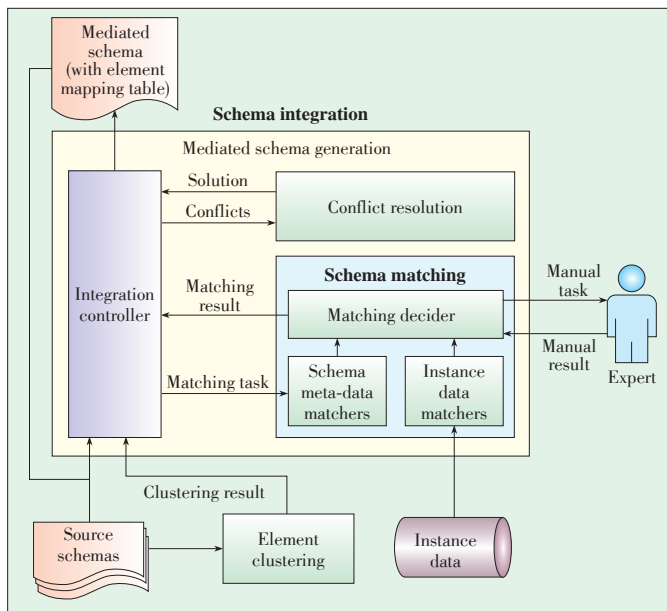 Mediated
schema
(with element
mapping table)
Schema integration
Mediated schema generation
Solution
Conflicts
Conflict resolution
Integration
controller
Matching
result
Schema matching
Matching decider
Manual
task
Manual
result
Expert
Matching task
Schema
meta-data
matchers
Instance
data
matchers
Clustering result
Source
schemas
Element
clustering
Instance
data